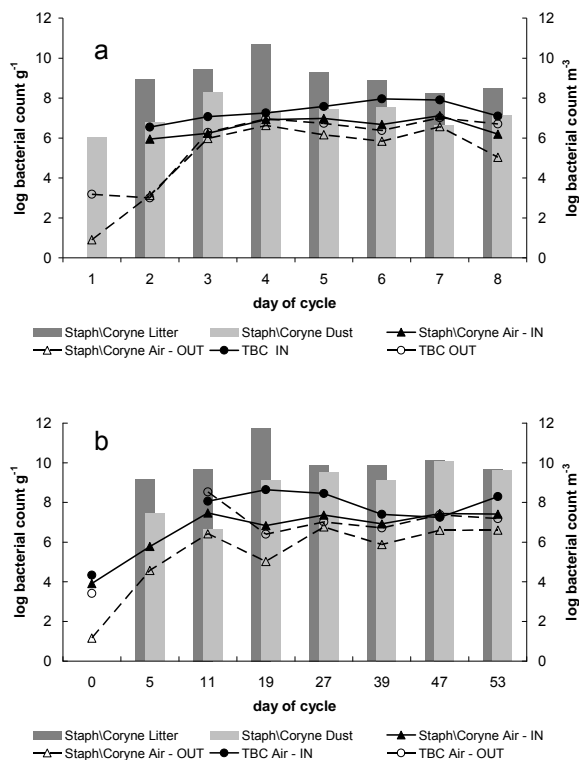 a
log bacterial count g-1
log bacterial count m-3
12 12
10 10
8 8
6 6
4 4
2 2
0 0
1 2 3 4 5 6 7 8
day of cycle
Staph\Coryne Litter Staph\Coryne Dust Staph\Coryne Air - IN
Staph\Coryne Air - OUT TBC IN TBC OUT
b
log bacterial count g-1
log bacterial count m-3
12 12
10 10
8 8
6 6
4 4
2 2
0 0
0 5 11 19 27 39 47 53
day of cycle
Staph\Coryne Litter Staph\Coryne Dust Staph\Coryne Air - IN
Staph\Coryne Air - OUT TBC Air - IN TBC Air - OUT